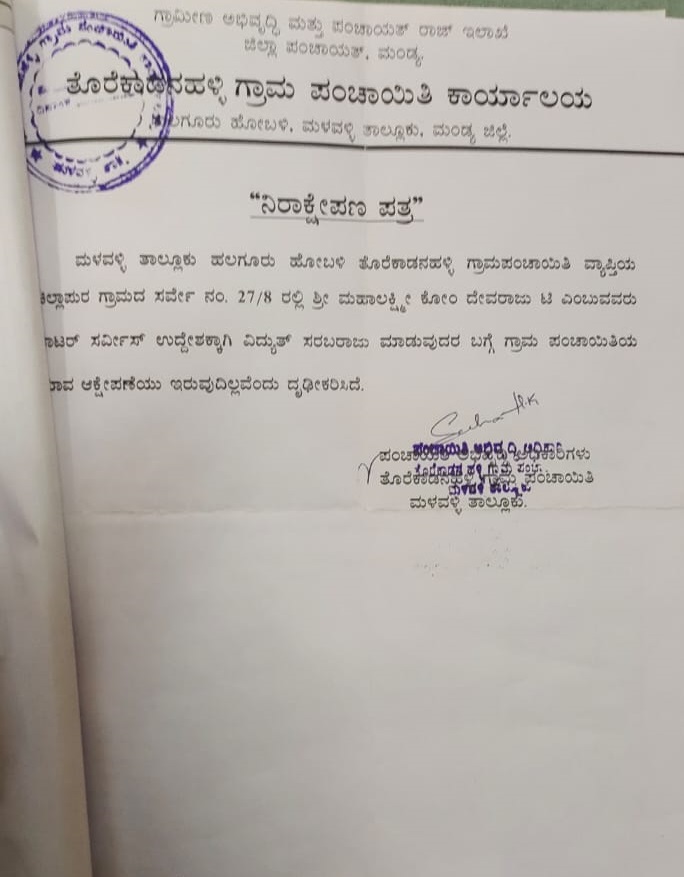 ಗ್ರಾಮೀಣ ಅಭಿವೃದ್ಧಿ ಮತ್ತು ಪಂಚಾಯತ್ ರಾಜ್ ಇಲಾಖೆ
ಜಿಲ್ಲಾ ಪಂಚಾಯತ್, ಮಂಡ್ಯ.
ತೊರೆಕಾಡನಹಳ್ಳಿ ಗ್ರಾಮ ಪಂಚಾಯಿತಿ ಕಾರ್ಯಾಲಯ
ಹಲಗೂರು ಹೋಬಳಿ, ಮಳವಳ್ಳಿ ತಾಲ್ಲೂಕು, ಮಂಡ್ಯ ಜಿಲ್ಲೆ.
“ನಿರಾಕ್ಷೇಪಣ ಪತ್ರ”
ಮಳವಳ್ಳಿ ತಾಲ್ಲೂಕು ಹಲಗೂರು ಹೋಬಳಿ ತೊರೆಕಾಡನಹಳ್ಳಿ ಗ್ರಾಮಪಂಚಾಯಿತಿ ವ್ಯಾಪ್ತಿಯ
ಗ್ರಾಮದ ಸರ್ವೇ ನಂ. 27/8 ರಲ್ಲಿ ಶ್ರೀ ಮಹಾಲಕ್ಷ್ಮೀ ಕೋಂ ದೇವರಾಜು ಟಿ ಎಂಬುವವರು
ಸರ್ವೀಸ್ ಉದ್ದೇಶಕ್ಕಾಗಿ ವಿದ್ಯುತ್ ಸರಬರಾಜು ಮಾಡುವುದರ ಬಗ್ಗೆ ಗ್ರಾಮ ಪಂಚಾಯಿತಿಯ
ಆಕ್ಷೇಪಣೆಯು ಇರುವುದಿಲ್ಲವೆಂದು ದೃಢೀಕರಿಸಿದೆ.
ಪಂಚಾಯಿತಿ ಅಭಿವೃದ್ಧಿ ಅಧಿಕಾರಿಗಳು
ತೊರೆಕಾಡನಹಳ್ಳಿ ಗ್ರಾಮ ಪಂಚಾಯಿತಿ
ಮಳವಳ್ಳಿ ತಾಲ್ಲೂಕು.